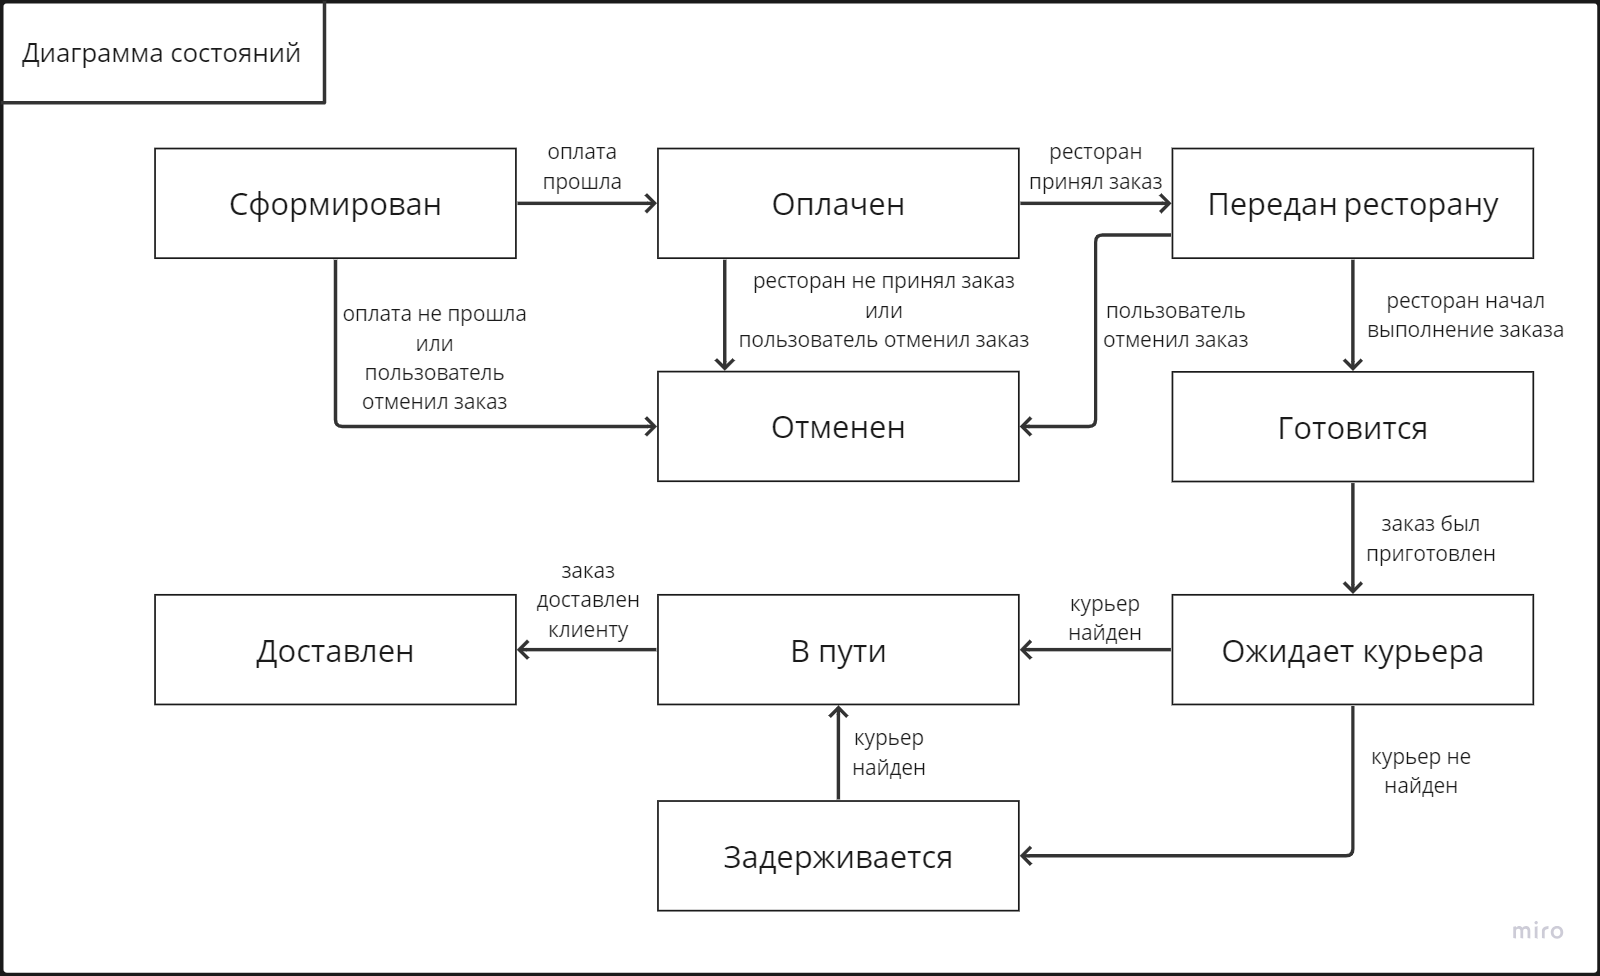 Диаграмма состояний
Сформирован
оплата
прошла
Оплачен
ресторан
принял заказ
Передан ресторану
оплата не прошла
или
пользователь
отменил заказ
ресторан не принял заказ
или
пользователь отменил заказ
пользователь
отменил заказ
ресторан начал
выполнение заказа
Отменен
Готовится
заказ был
приготовлен
Доставлен
заказ
доставлен
клиенту
В пути
курьер
найден
Ожидает курьера
курьер
найден
курьер не
найден
Задерживается
miro